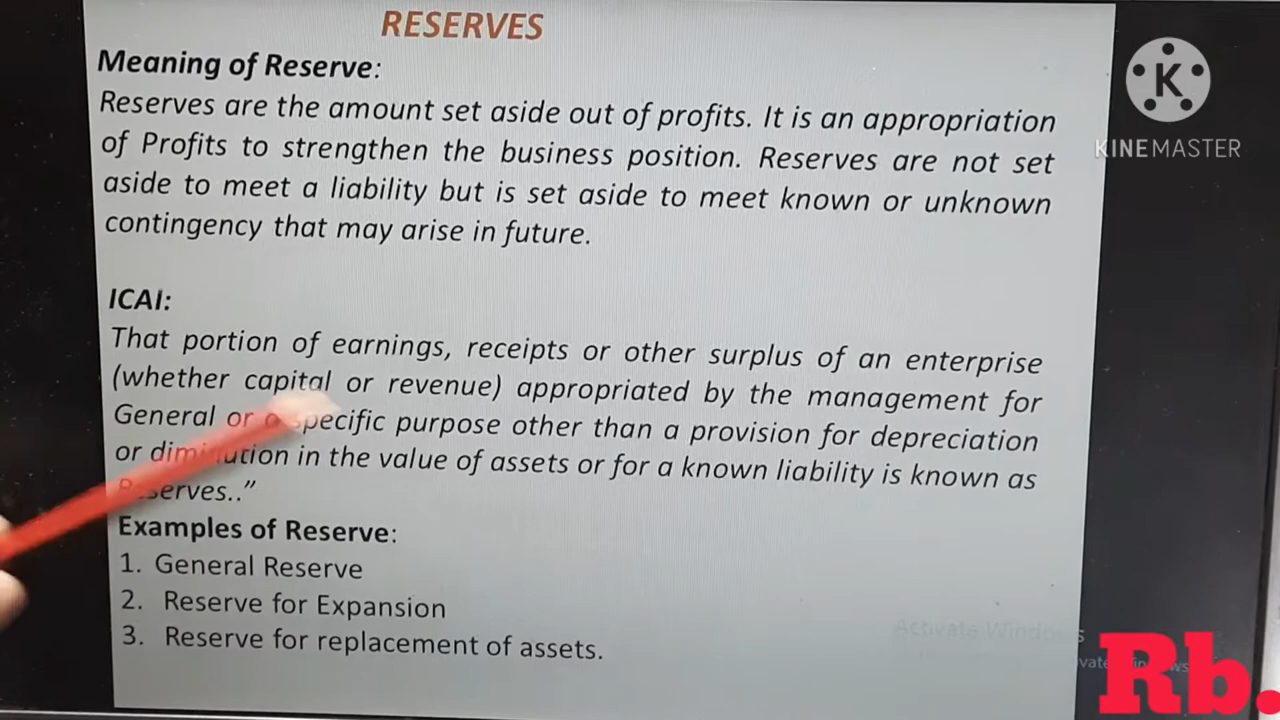 RESERVES
Meaning of Reserve:
Reserves are the amount set aside out of profits. It is an appropriation
of Profits to strengthen the business position. Reserves are not set
aside to meet a liability but is set aside to meet known or unknown
contingency that may arise in future.
ICAI:
That portion of earnings, receipts or other surplus of an enterprise
(whether capital or revenue) appropriated by the management for
General or a specific purpose other than a provision for depreciation
or diminution in the value of assets or for a known liability is known as
Reserves.."
Examples of Reserve:
1. General Reserve
2. Reserve for Expansion
3. Reserve for replacement of assets.
K
KINEMASTER
Activate Windows
Rb.